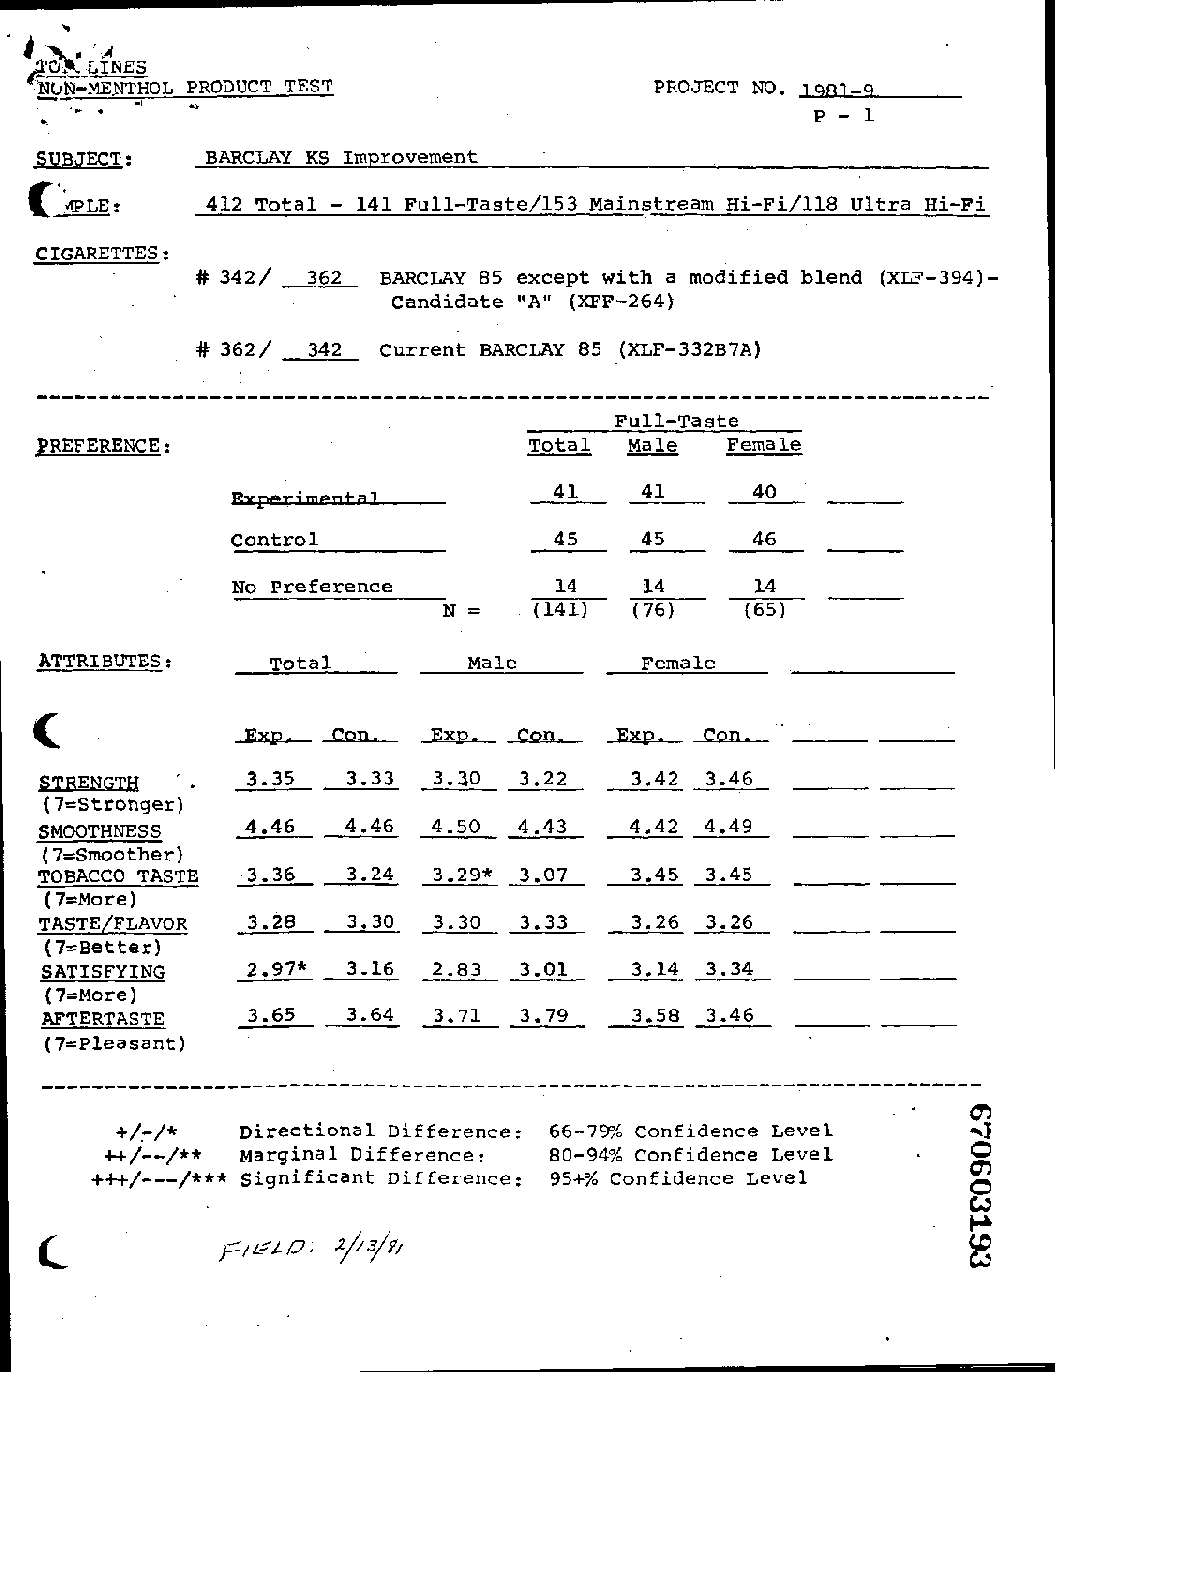 LINES
NON-MENTHOL PRODUCT TEST PROJECT NO. 1981-9
P - 1
SUBJECT: BARCLAY KS Improvement
MPLE: 412 Total - 141 Full-Taste/153 Mainstream Hi-Fi/118 Ultra Hi-Fi
CIGARETTES:
# 342/ 362 BARCLAY 85 except with a modified blend (XLF-394)-
Candidate "A" (XFF-264)
# 362/ 342 Current BARCLAY 85 (XLF-332B7A)
Full-Taste
PREFERENCE: Total Male Female
Experimental 41 41 40
Control 45 45 46
No Preference 14 14 14
N = (141) (76) (65)
ATTRIBUTES: Total Male Female
Exp. Con. Exp. Con. Exp. Con.
STRENGTH 3.35 3.33 3.30 3.22 3.42 3.46
(7=Stronger)
SMOOTHNESS 4.46 4.46 4.50 4.43 4.42 4.49
(7=Smoother)
TOBACCO TASTE 3.36 3.24 3.29* 3.07 3.45 3.45
(7=More)
TASTE/FLAVOR 3.28 3.30 3.30 3.33 3.26 3.26
(7=Better)
SATISFYING 2.97* 3.16 2.83 3.01 3.14 3.34
(7=More)
AFTERTASTE 3.65 3.64 3.71 3.79 3.58 3.46
(7=Pleasant)
+/-/* Directional Difference: 66-79% Confidence Level
++/--/** Marginal Difference: 80-94% Confidence Level
+++/---/*** Significant Difference: 95+% Confidence Level
FIELD: 2/13/81
670603193